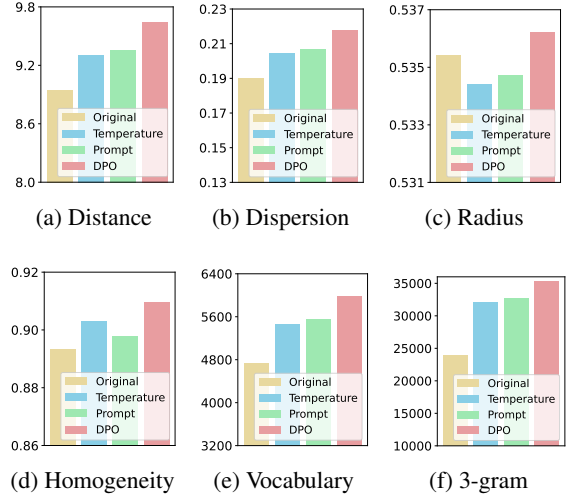 9.8
9.2
8.6
8.0
Original
Temperature
Prompt
DPO
(a) Distance
0.23
0.21
0.19
0.17
0.15
0.13
Original
Temperature
Prompt
DPO
(b) Dispersion
0.537
0.535
0.533
0.531
Original
Temperature
Prompt
DPO
(c) Radius
0.92
0.90
0.88
0.86
Original
Temperature
Prompt
DPO
(d) Homogeneity
6400
5600
4800
4000
3200
Original
Temperature
Prompt
DPO
(e) Vocabulary
35000
30000
25000
20000
15000
10000
Original
Temperature
Prompt
DPO
(f) 3-gram